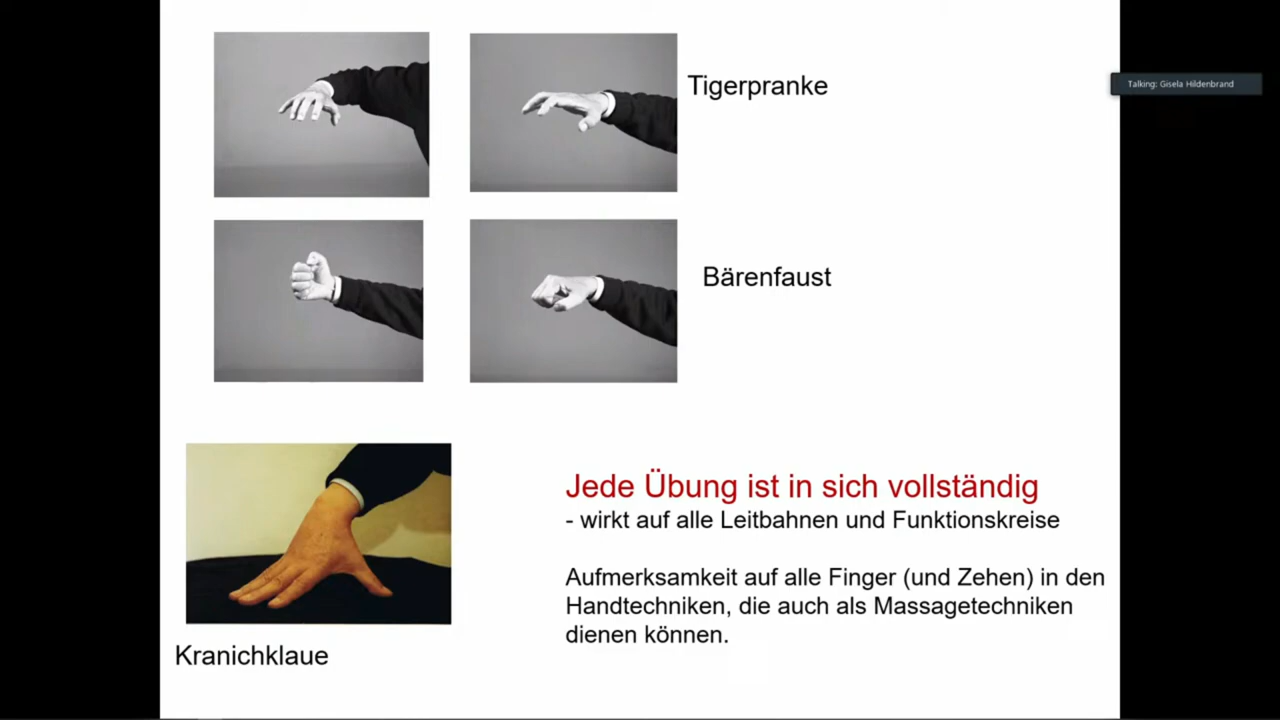 Tigerpranke
Talking: Gisela Hildenbrand
Bärenfaust
Jede Übung ist in sich vollständig
- wirkt auf alle Leitbahnen und Funktionskreise
Aufmerksamkeit auf alle Finger (und Zehen) in den
Handtechniken, die auch als Massagetechniken
dienen können.
Kranichklaue